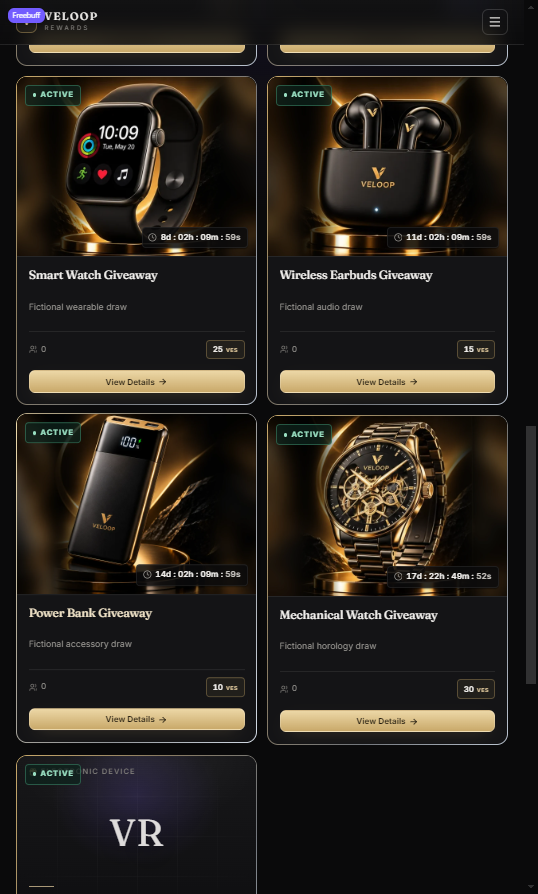 Freebuff
VELOOP
REWARDS
ACTIVE
10:09
Tue, May 20
8d : 02h : 09m : 59s
Smart Watch Giveaway
Fictional wearable draw
0
25 VES
View Details →
ACTIVE
VELOOP
11d : 02h : 09m : 59s
Wireless Earbuds Giveaway
Fictional audio draw
0
15 VES
View Details →
ACTIVE
100%
VELOOP
14d : 02h : 09m : 59s
Power Bank Giveaway
Fictional accessory draw
0
10 VES
View Details →
ACTIVE
VELOOP
17d : 22h : 49m : 52s
Mechanical Watch Giveaway
Fictional horology draw
0
30 VES
View Details →
ACTIVE
DEVICE
VR